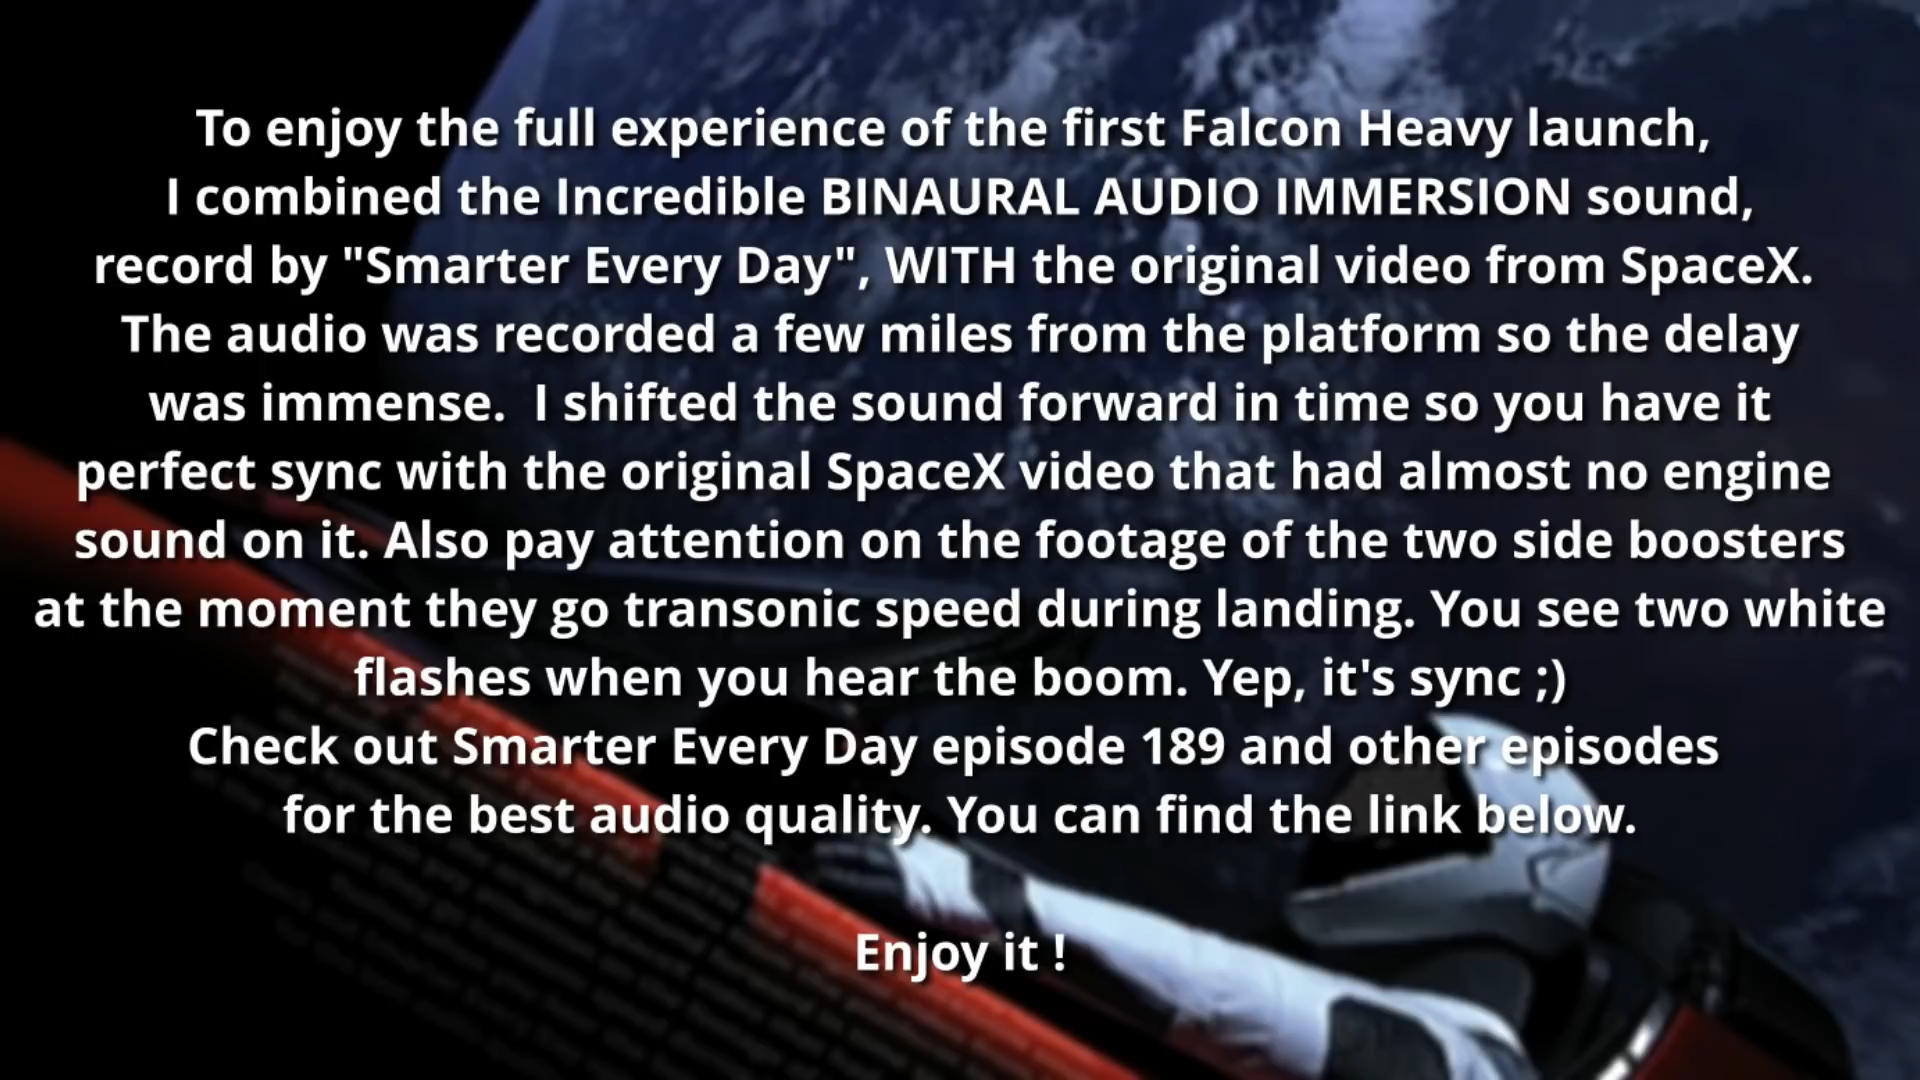 To enjoy the full experience of the first Falcon Heavy launch,
I combined the Incredible BINAURAL AUDIO IMMERSION sound,
record by "Smarter Every Day", WITH the original video from SpaceX.
The audio was recorded a few miles from the platform so the delay
was immense.  I shifted the sound forward in time so you have it
perfect sync with the original SpaceX video that had almost no engine
sound on it. Also pay attention on the footage of the two side boosters
at the moment they go transonic speed during landing. You see two white
flashes when you hear the boom. Yep, it's sync ;)
Check out Smarter Every Day episode 189 and other episodes
for the best audio quality. You can find the link below.
Enjoy it !